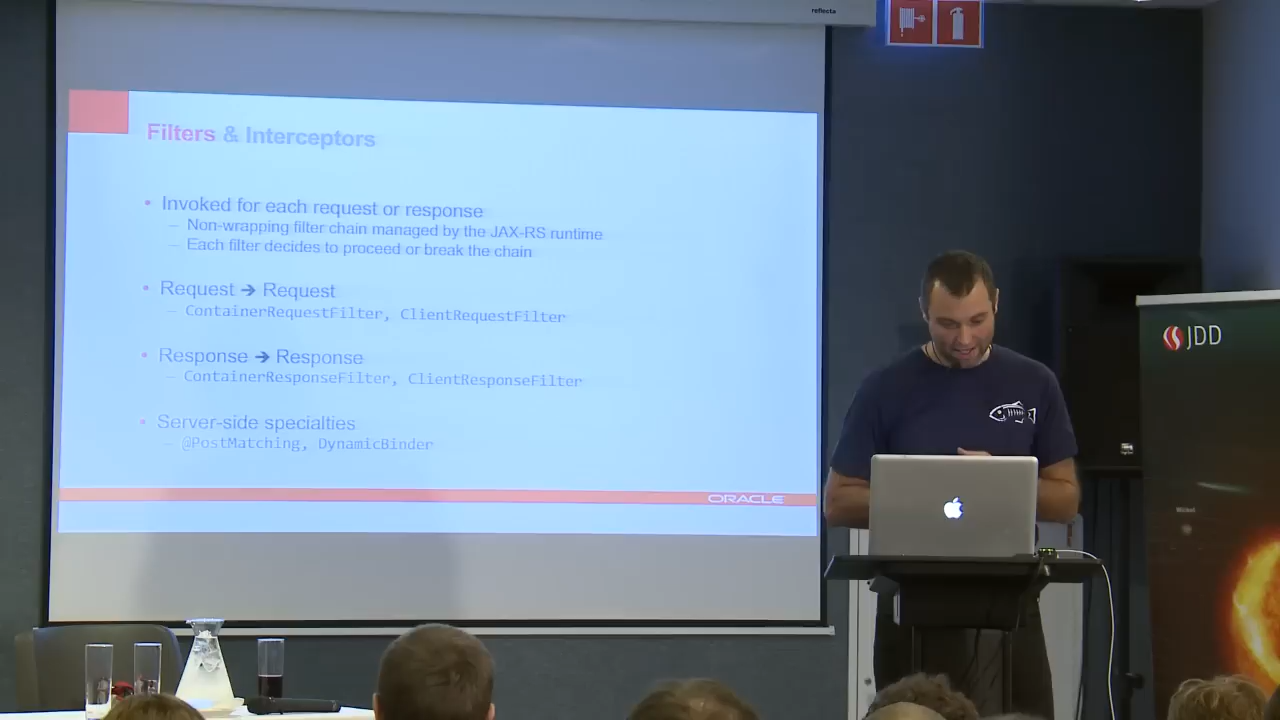 reflecta
Filters & Interceptors
• Invoked for each request or response
– Non-wrapping filter chain managed by the JAX-RS runtime
– Each filter decides to proceed or break the chain
• Request ➔ Request
– ContainerRequestFilter, ClientRequestFilter
• Response ➔ Response
– ContainerResponseFilter, ClientResponseFilter
• Server-side specialties
– @PostMatching, DynamicBinder
ORACLE
JDD